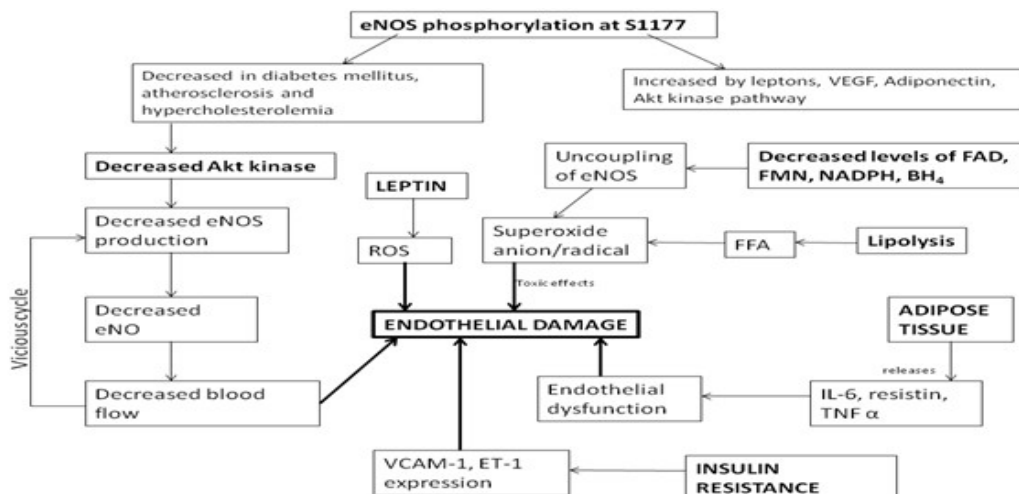 eNOS phosphorylation at S1177
Decreased in diabetes mellitus,
atherosclerosis and
hypercholesterolemia
Increased by leptons, VEGF, Adiponectin,
Akt kinase pathway
Decreased Akt kinase
Uncoupling
of eNOS
Decreased levels of FAD,
FMN, NADPH, BH₄
LEPTIN
Decreased eNOS
production
ROS
Superoxide
anion/radical
FFA
Lipolysis
Toxic effects
Vicious cycle
Decreased
eNO
ENDOTHELIAL DAMAGE
ADIPOSE
TISSUE
releases
Decreased blood
flow
Endothelial
dysfunction
IL-6, resistin,
TNF α
VCAM-1, ET-1
expression
INSULIN
RESISTANCE